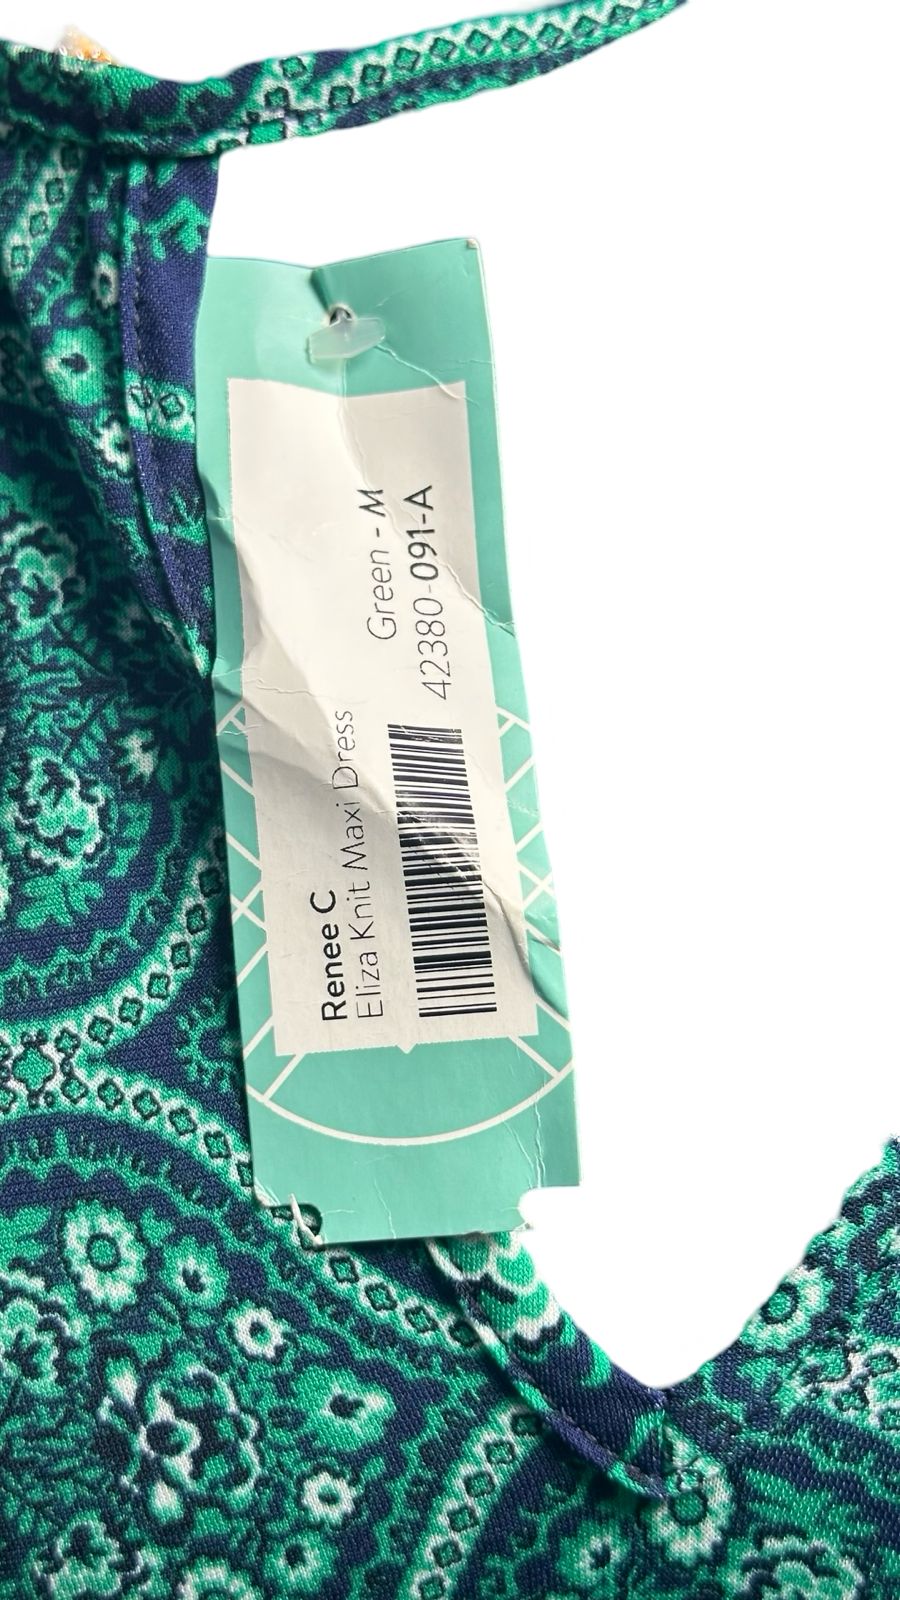 Renee C
Eliza Knit Maxi Dress
Green - M
42380-091-A